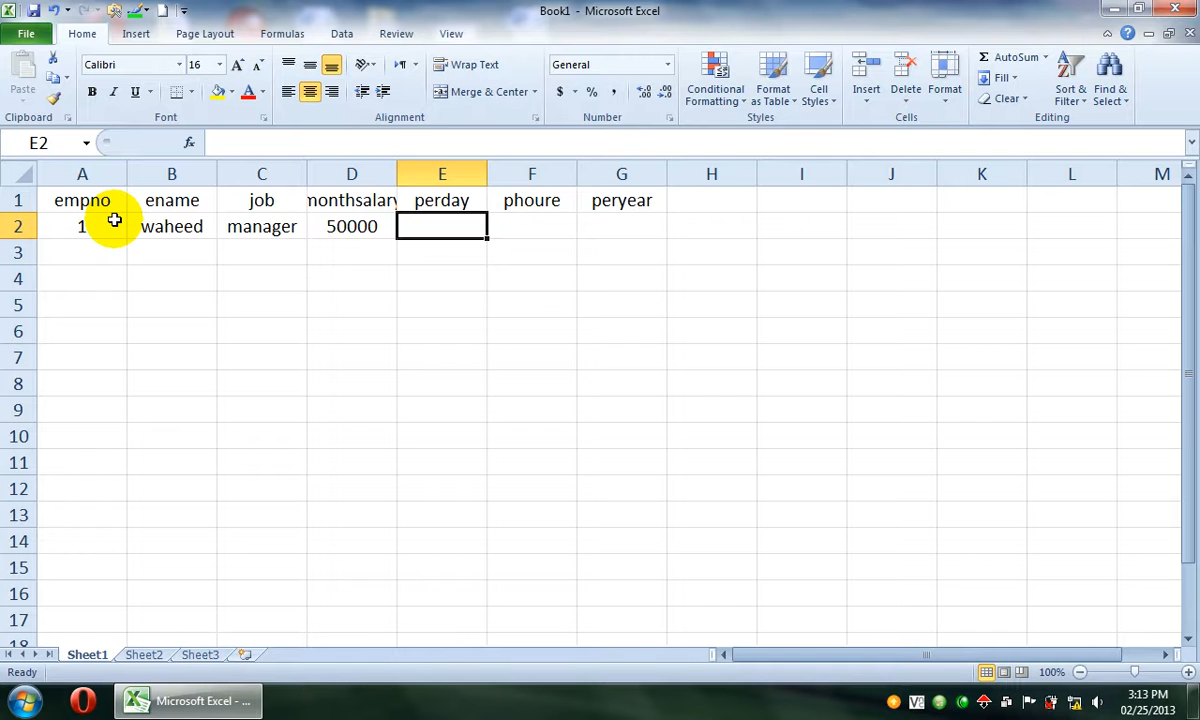 Book1 - Microsoft Excel
File Home Insert Page Layout Formulas Data Review View
Paste
Clipboard
Calibri 16
B I U
Font
Wrap Text
Merge & Center
Alignment
General
$ % ,
Number
Conditional Formatting
Format as Table
Cell Styles
Styles
Insert Delete Format
Cells
AutoSum
Fill
Clear
Sort & Filter
Find & Select
Editing
E2 fx
A B C D E F G H I J K L M
1 empno ename job monthsalary perday phoure peryear
2 1 waheed manager 50000
3
4
5
6
7
8
9
10
11
12
13
14
15
16
17
18
Sheet1 Sheet2 Sheet3
Ready 100%
Microsoft Excel - ...
3:13 PM
02/25/2013